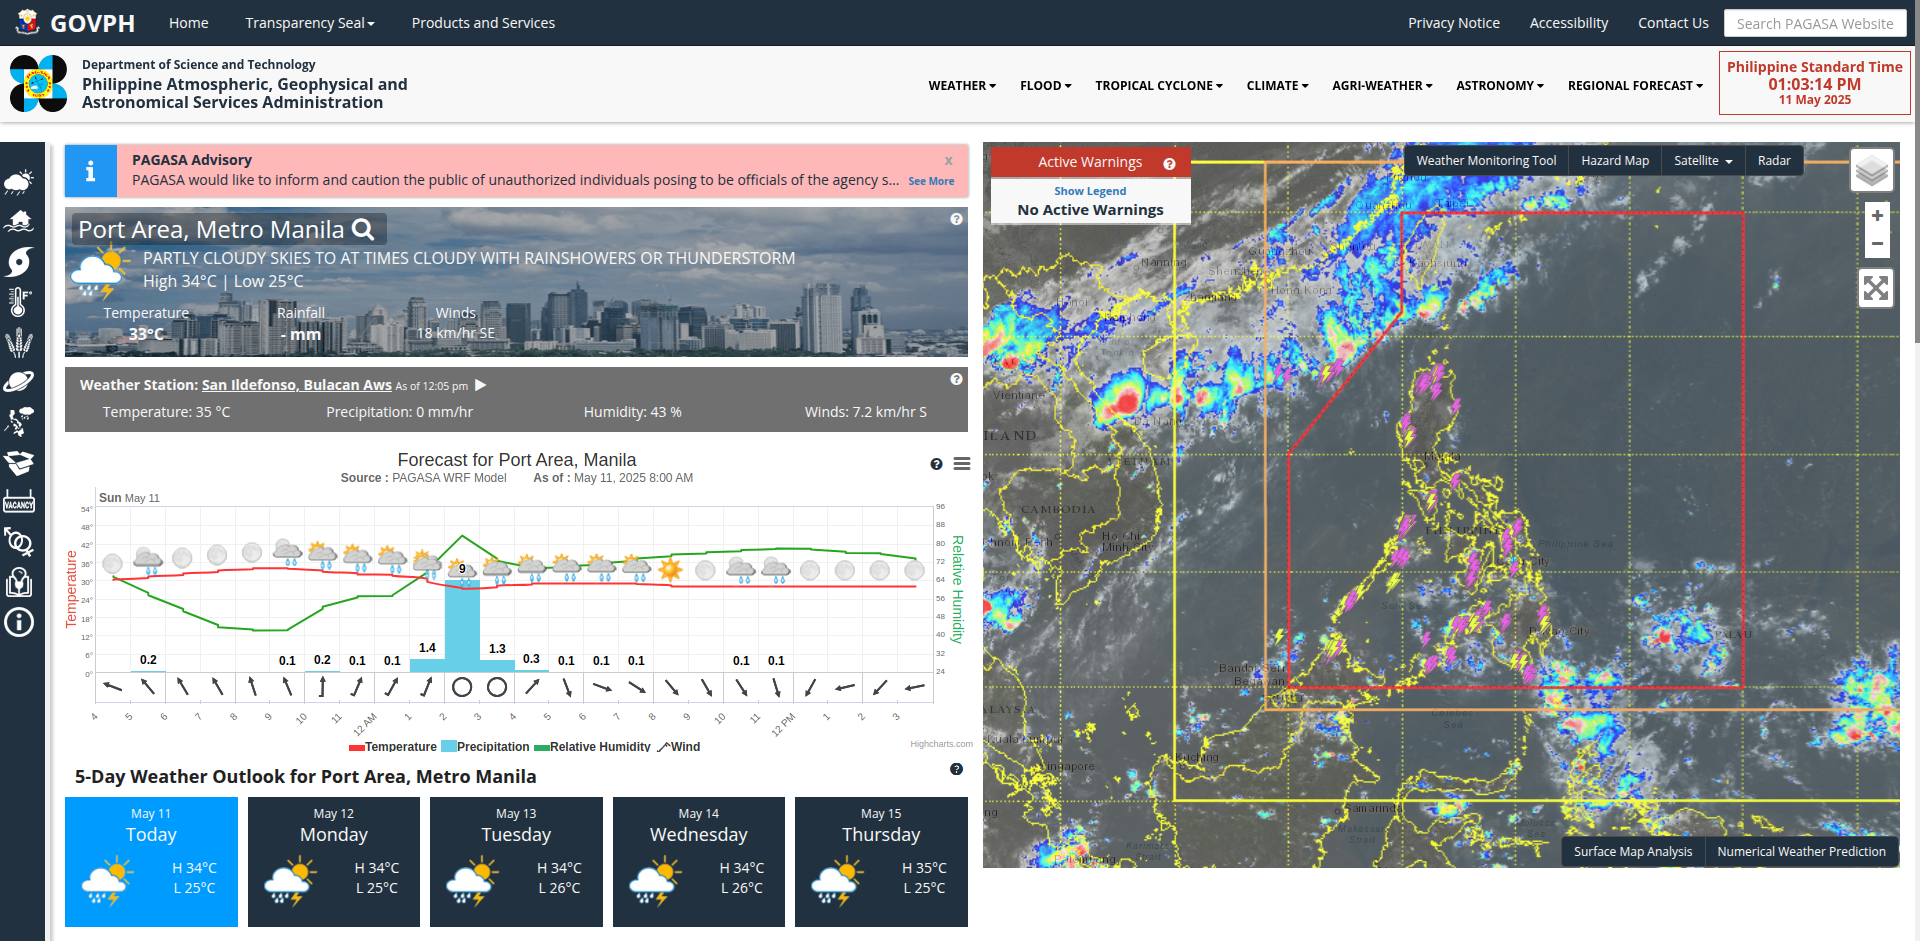 GOVPH
Home
Transparency Seal
Products and Services
Privacy Notice
Accessibility
Contact Us
Search PAGASA Website
Department of Science and Technology
Philippine Atmospheric, Geophysical and
Astronomical Services Administration
WEATHER
FLOOD
TROPICAL CYCLONE
CLIMATE
AGRI-WEATHER
ASTRONOMY
REGIONAL FORECAST
Philippine Standard Time
01:03:14 PM
11 May 2025
VACANCY
PAGASA Advisory
x
PAGASA would like to inform and caution the public of unauthorized individuals posing to be officials of the agency s... See More
Port Area, Metro Manila
PARTLY CLOUDY SKIES TO AT TIMES CLOUDY WITH RAINSHOWERS OR THUNDERSTORM
High 34°C | Low 25°C
Temperature
33°C
Rainfall
- mm
Winds
18 km/hr SE
Weather Station: San Ildefonso, Bulacan Aws As of 12:05 pm
Temperature: 35 °C
Precipitation: 0 mm/hr
Humidity: 43 %
Winds: 7.2 km/hr S
Forecast for Port Area, Manila
Source : PAGASA WRF Model As of : May 11, 2025 8:00 AM
Sun May 11
Temperature
54°
48°
42°
36°
30°
24°
18°
12°
6°
0°
96
88
80
72
64
56
48
40
32
24
Relative Humidity
0.2
0.1
0.2
0.1
0.1
1.4
9
1.3
0.3
0.1
0.1
0.1
0.1
0.1
4 5 6 7 8 9 10 11 12 AM 1 2 3 4 5 6 7 8 9 10 11 12 PM 1 2 3
Temperature Precipitation Relative Humidity Wind
Highcharts.com
5-Day Weather Outlook for Port Area, Metro Manila
May 11
Today
H 34°C
L 25°C
May 12
Monday
H 34°C
L 25°C
May 13
Tuesday
H 34°C
L 26°C
May 14
Wednesday
H 34°C
L 26°C
May 15
Thursday
H 35°C
L 25°C
Active Warnings
Show Legend
No Active Warnings
Weather Monitoring Tool
Hazard Map
Satellite
Radar
+
−
Nanning
Hong Kong
Vientiane
CAMBODIA
Ho Chi
Minh City
Philippine Sea
PALAU
Bandar Seri
Begawan
Kuching
Singapore
Samarinda
Celebes
Sea
Makassar
Strait
Surface Map Analysis
Numerical Weather Prediction